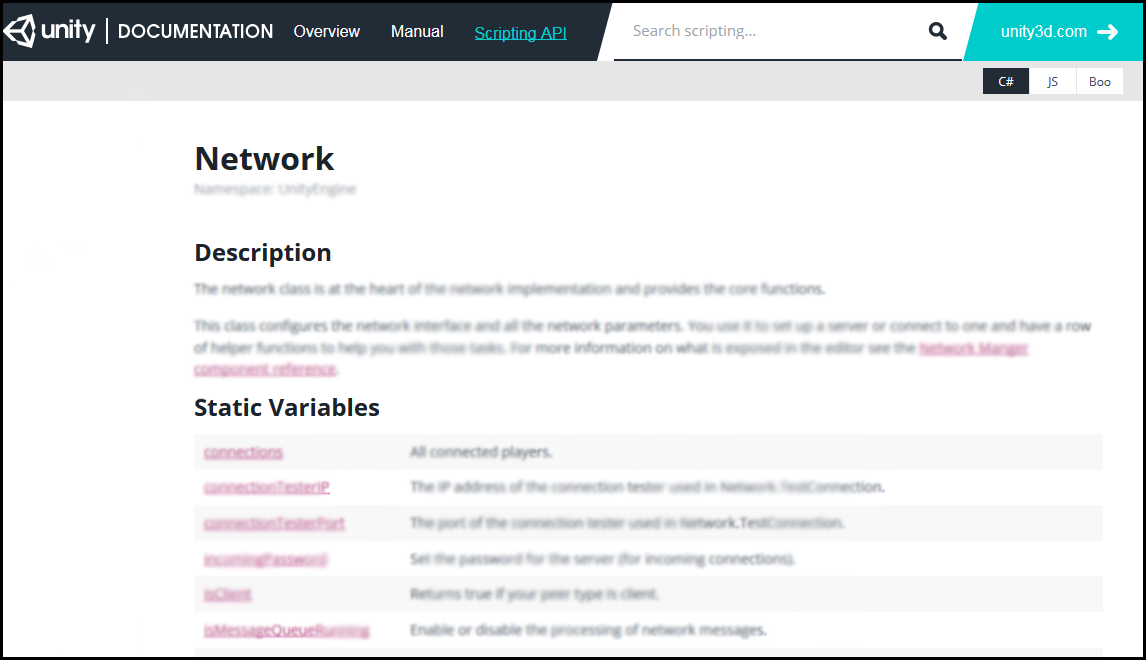 unity DOCUMENTATION Overview Manual Scripting API Search scripting... unity3d.com
C# JS Boo
Network
Namespace: UnityEngine
Description
The network class is at the heart of the network implementation and provides the core functions.
This class configures the network interface and all the network parameters. You use it to set up a server or connect to one and have a row
of helper functions to help you with those tasks. For more information on what is exposed in the editor see the Network Manger
component reference.
Static Variables
connections All connected players.
connectionTesterIP The IP address of the connection tester used in Network.TestConnection.
connectionTesterPort The port of the connection tester used in Network.TestConnection.
incomingPassword Set the password for the server (for incoming connections).
isClient Returns true if your peer type is client.
isMessageQueueRunning Enable or disable the processing of network messages.